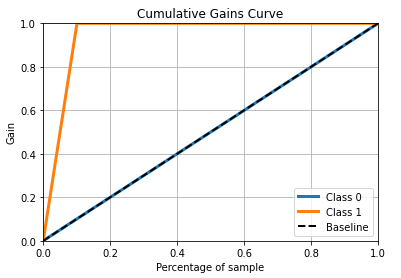 Cumulative Gains Curve
1.0
0.8
0.6
0.4
0.2
0.0
Gain
0.0 0.2 0.4 0.6 0.8 1.0
Percentage of sample
Class 0
Class 1
Baseline